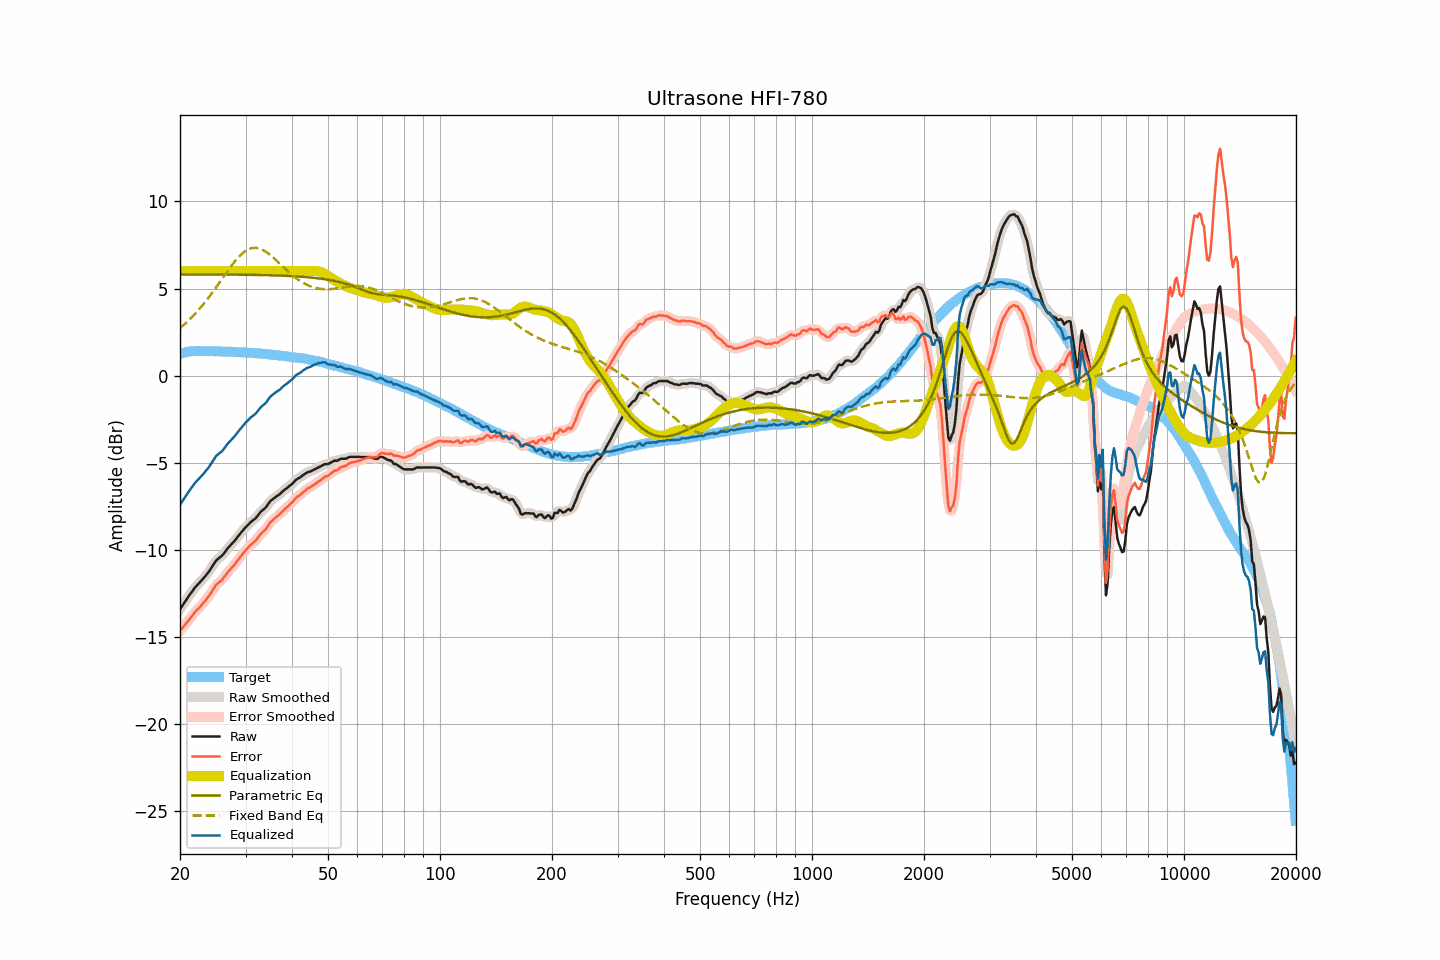 Ultrasone HFI-780
Amplitude (dBr)
10
5
0
−5
−10
−15
−20
−25
Target
Raw Smoothed
Error Smoothed
Raw
Error
Equalization
Parametric Eq
Fixed Band Eq
Equalized
20 50 100 200 500 1000 2000 5000 10000 20000
Frequency (Hz)